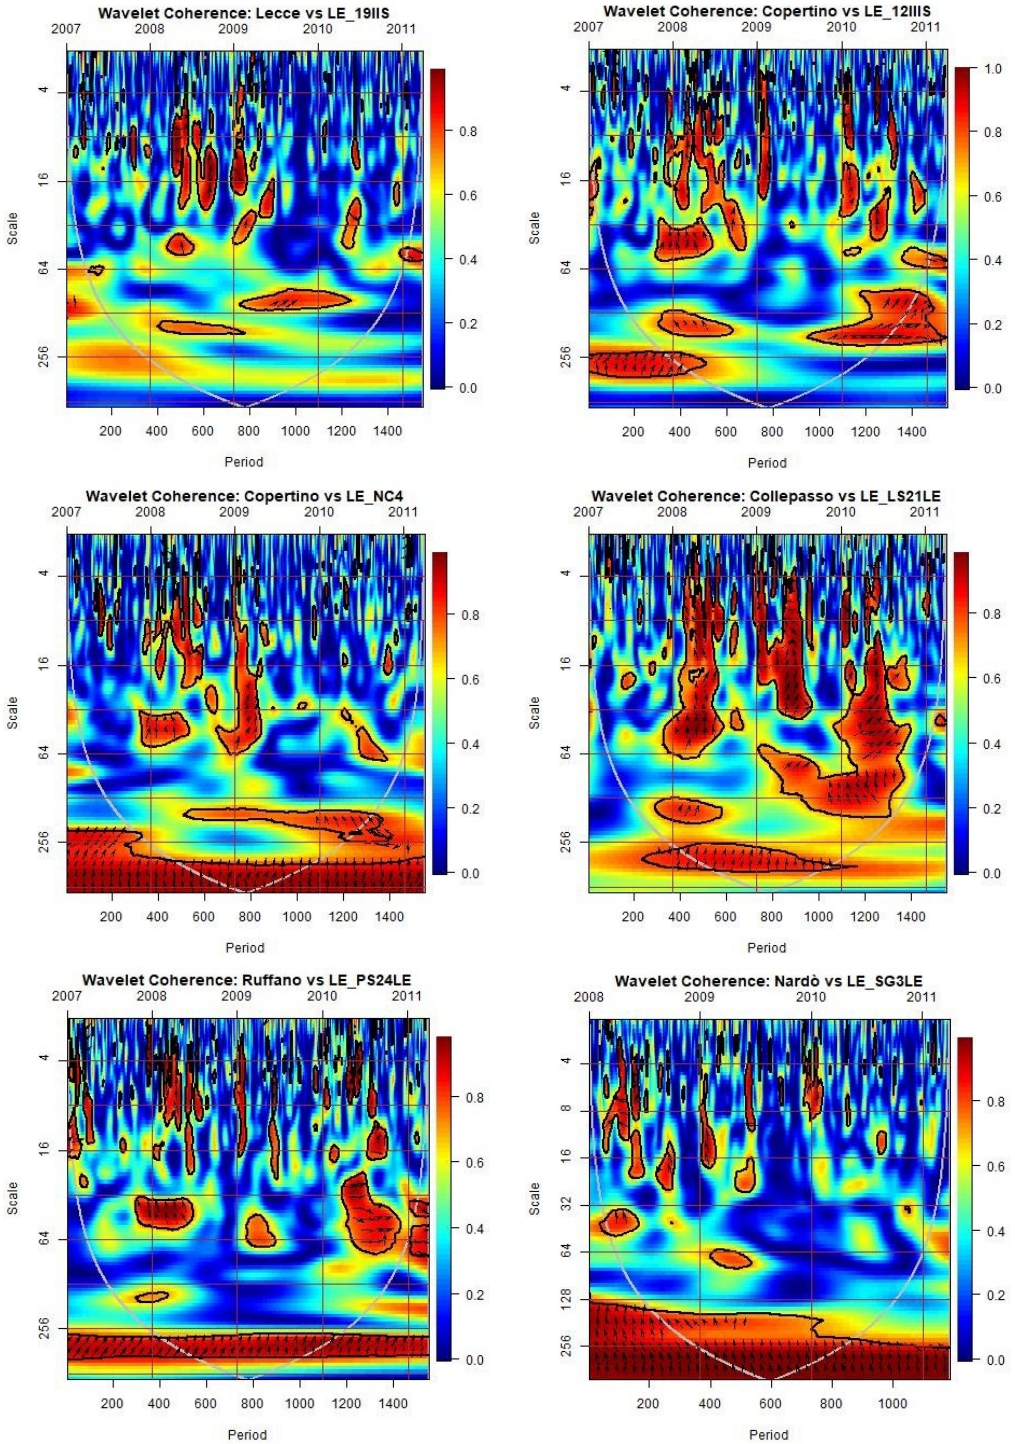 Wavelet Coherence: Lecce vs LE_19IIS
2007 2008 2009 2010 2011
4
16
64
256
Scale
0.8
0.6
0.4
0.2
0.0
200 400 600 800 1000 1200 1400
Period
Wavelet Coherence: Copertino vs LE_12IIIS
2007 2008 2009 2010 2011
4
16
64
256
Scale
1.0
0.8
0.6
0.4
0.2
0.0
200 400 600 800 1000 1200 1400
Period
Wavelet Coherence: Copertino vs LE_NC4
2007 2008 2009 2010 2011
4
16
64
256
Scale
0.8
0.6
0.4
0.2
0.0
200 400 600 800 1000 1200 1400
Period
Wavelet Coherence: Collepasso vs LE_LS21LE
2007 2008 2009 2010 2011
4
16
64
256
Scale
0.8
0.6
0.4
0.2
0.0
200 400 600 800 1000 1200 1400
Period
Wavelet Coherence: Ruffano vs LE_PS24LE
2007 2008 2009 2010 2011
4
16
64
256
Scale
0.8
0.6
0.4
0.2
0.0
200 400 600 800 1000 1200 1400
Period
Wavelet Coherence: Nardò vs LE_SG3LE
2008 2009 2010 2011
4
8
16
32
64
128
256
Scale
0.8
0.6
0.4
0.2
0.0
200 400 600 800 1000
Period